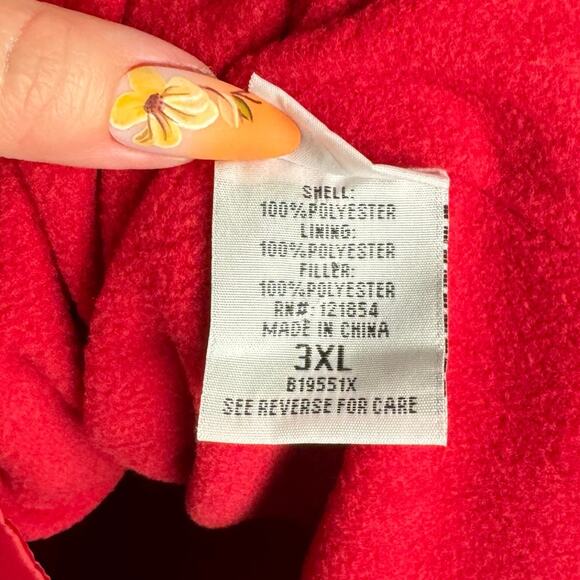 SHELL:
100%POLYESTER
LINING:
100%POLYESTER
FILLER:
100%POLYESTER
RN#: 121854
MADE IN CHINA
3XL
B19551X
SEE REVERSE FOR CARE